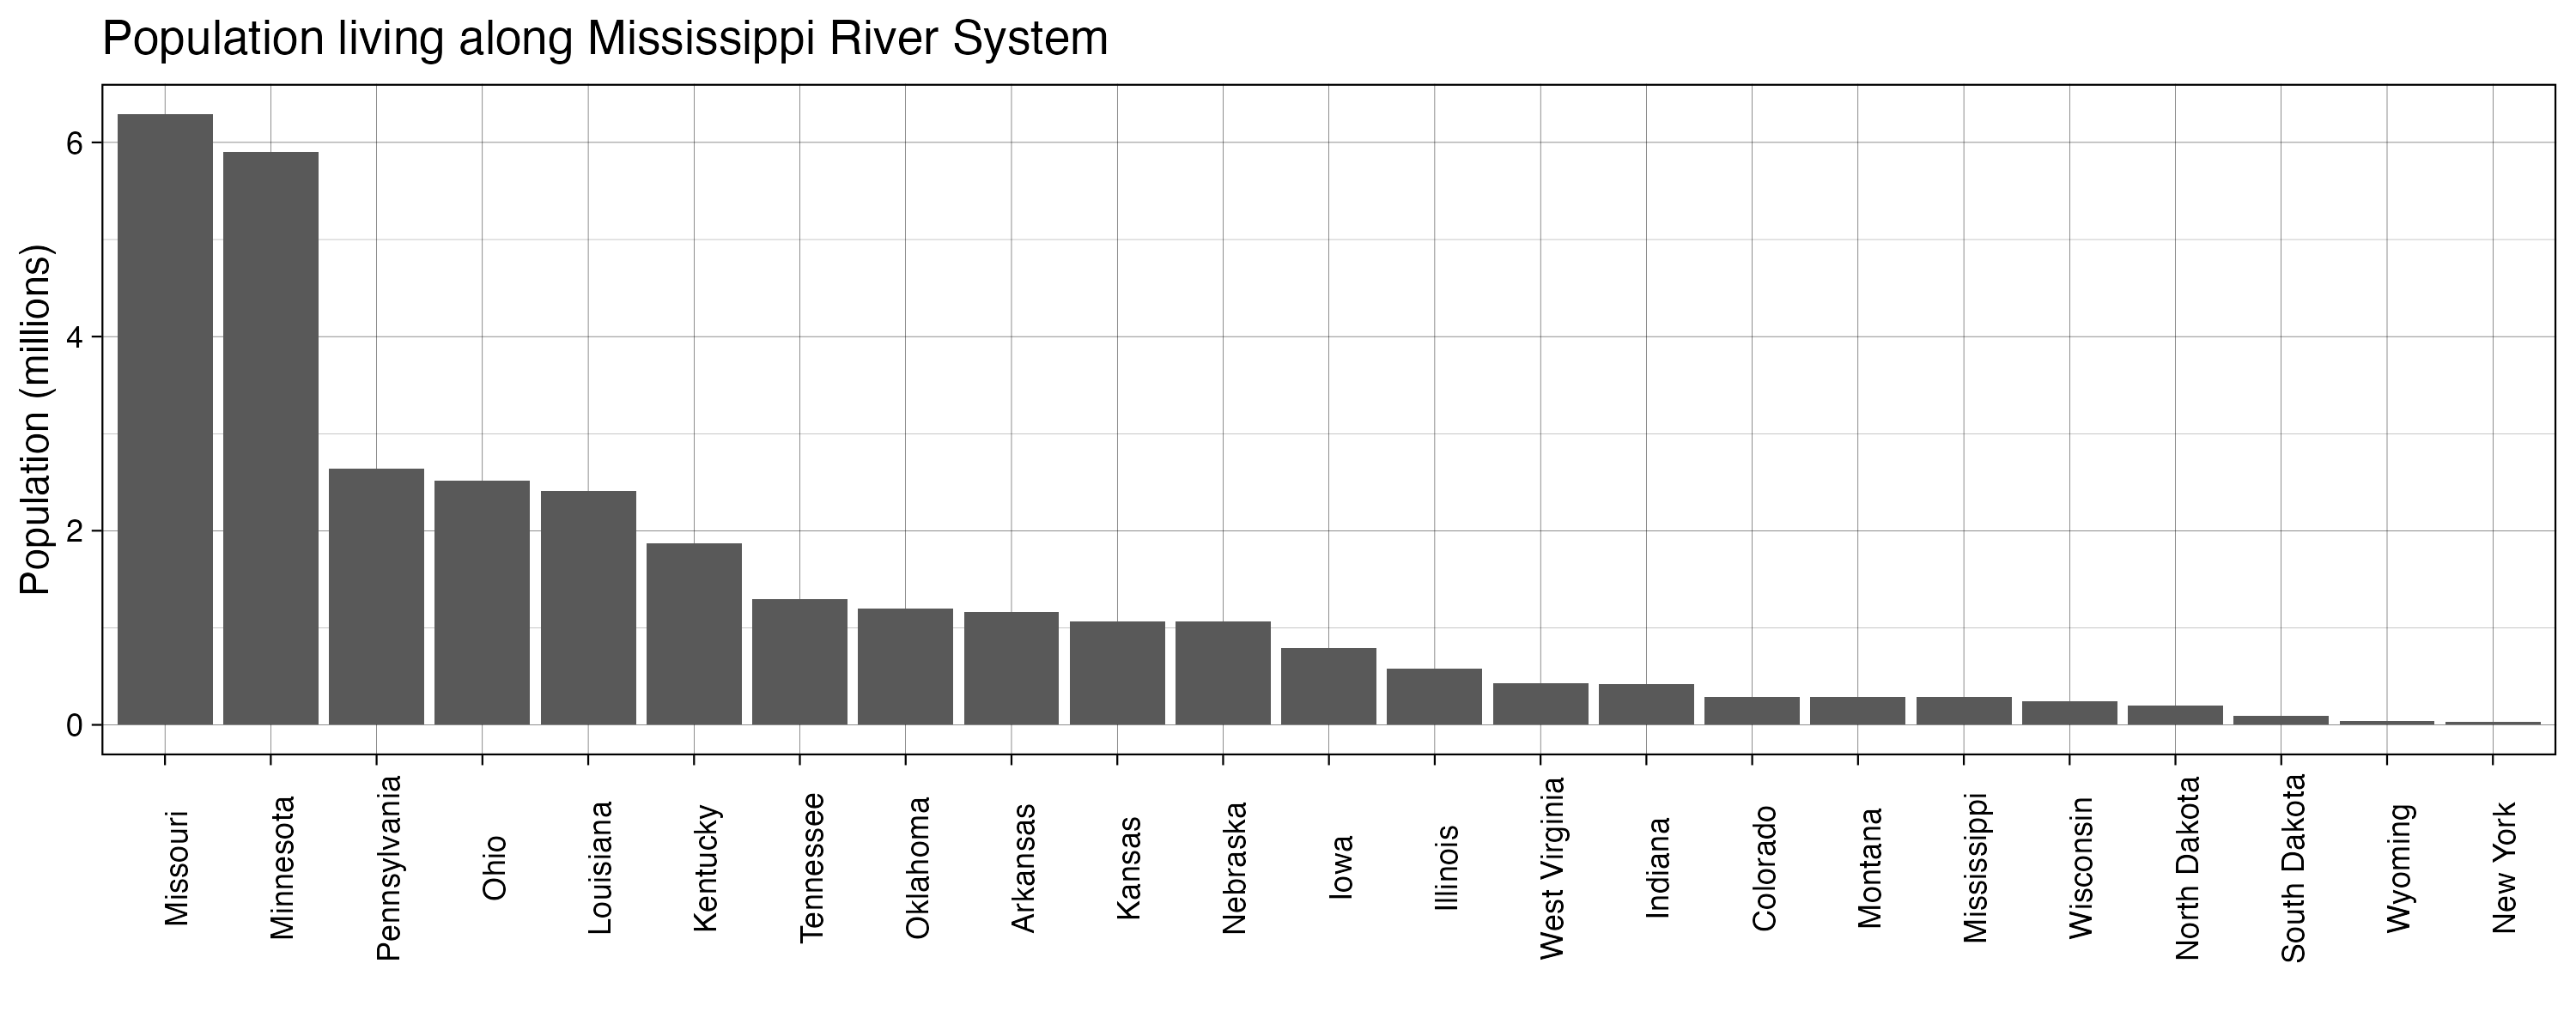 Population living along Mississippi River System
Population (millions)
6
4
2
0
Missouri
Minnesota
Pennsylvania
Ohio
Louisiana
Kentucky
Tennessee
Oklahoma
Arkansas
Kansas
Nebraska
Iowa
Illinois
West Virginia
Indiana
Colorado
Montana
Mississippi
Wisconsin
North Dakota
South Dakota
Wyoming
New York